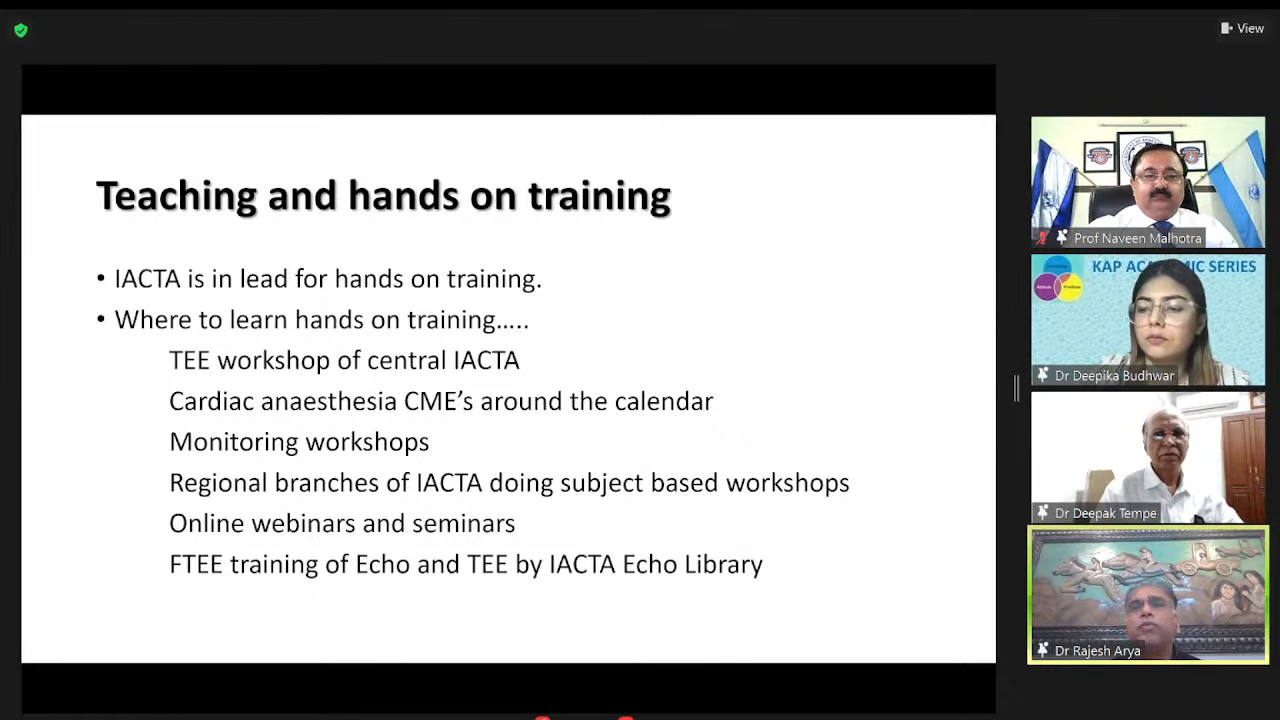 View
Teaching and hands on training
• IACTA is in lead for hands on training.
• Where to learn hands on training…..
TEE workshop of central IACTA
Cardiac anaesthesia CME’s around the calendar
Monitoring workshops
Regional branches of IACTA doing subject based workshops
Online webinars and seminars
FTEE training of Echo and TEE by IACTA Echo Library
Prof Naveen Malhotra
KAP ACADEMIC SERIES
Attitude
Practices
Dr Deepika Budhwar
Dr Deepak Tempe
Dr Rajesh Arya